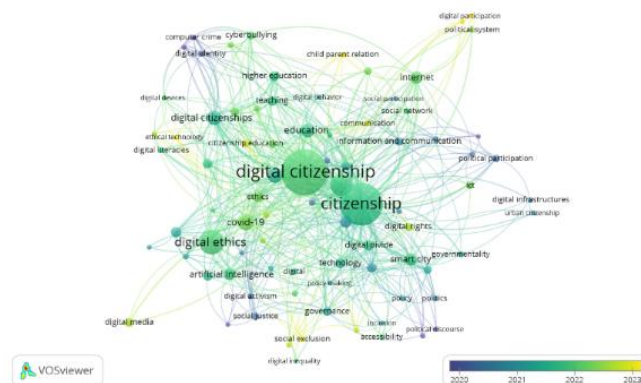 digital participation
computer crime
cyberbullying
political system
digital identity
child parent relation
higher education
internet
digital devices
teaching
digital behavior
social participation
digital citizenships
social network
communication
ethical technology
education
citizenship education
information and communication
digital literacies
political participation
digital citizenship
ict
ethics
digital infrastructures
citizenship
urban citizenship
covid-19
digital rights
digital ethics
digital divide
governmentality
technology
smart city
artificial intelligence
digital
policy making
digital activism
policy
politics
social justice
governance
digital media
inclusion
political discourse
social exclusion
accessibility
digital inequality
VOSviewer
2020 2021 2022 2023